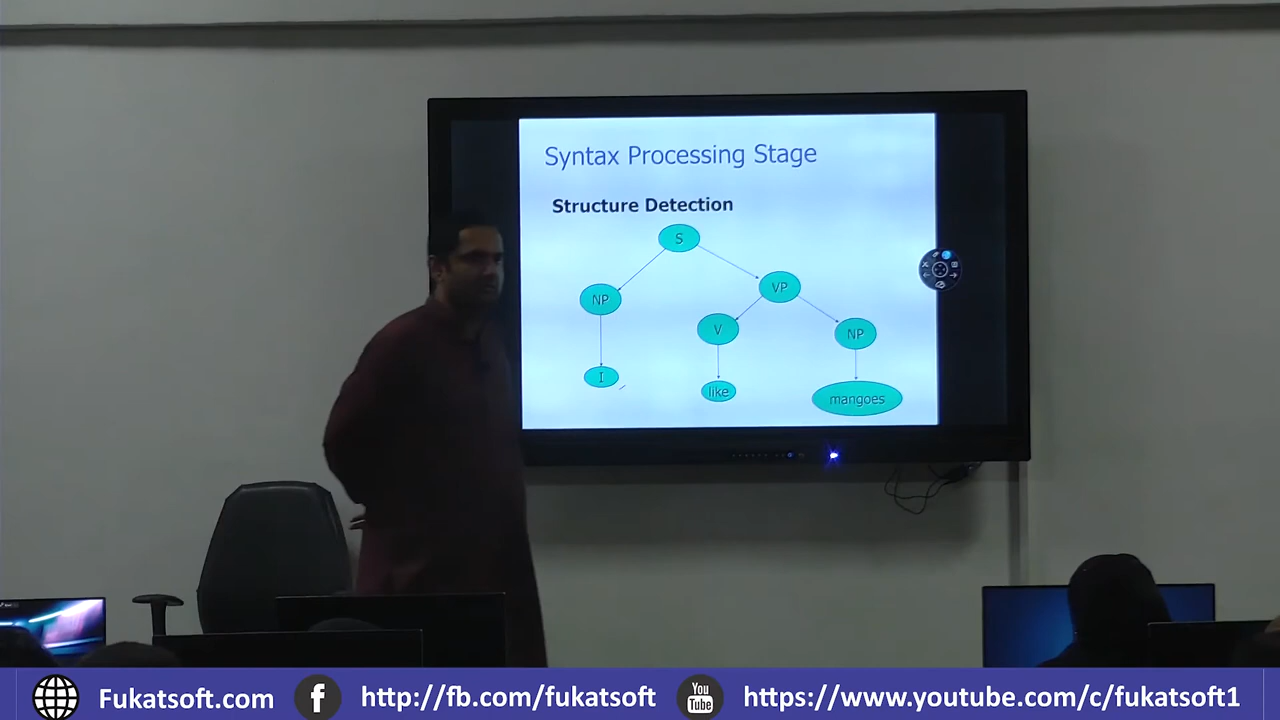 Syntax Processing Stage
Structure Detection
S
NP
VP
V
NP
I
like
mangoes
Fukatsoft.com
f
http://fb.com/fukatsoft
You
Tube
https://www.youtube.com/c/fukatsoft1